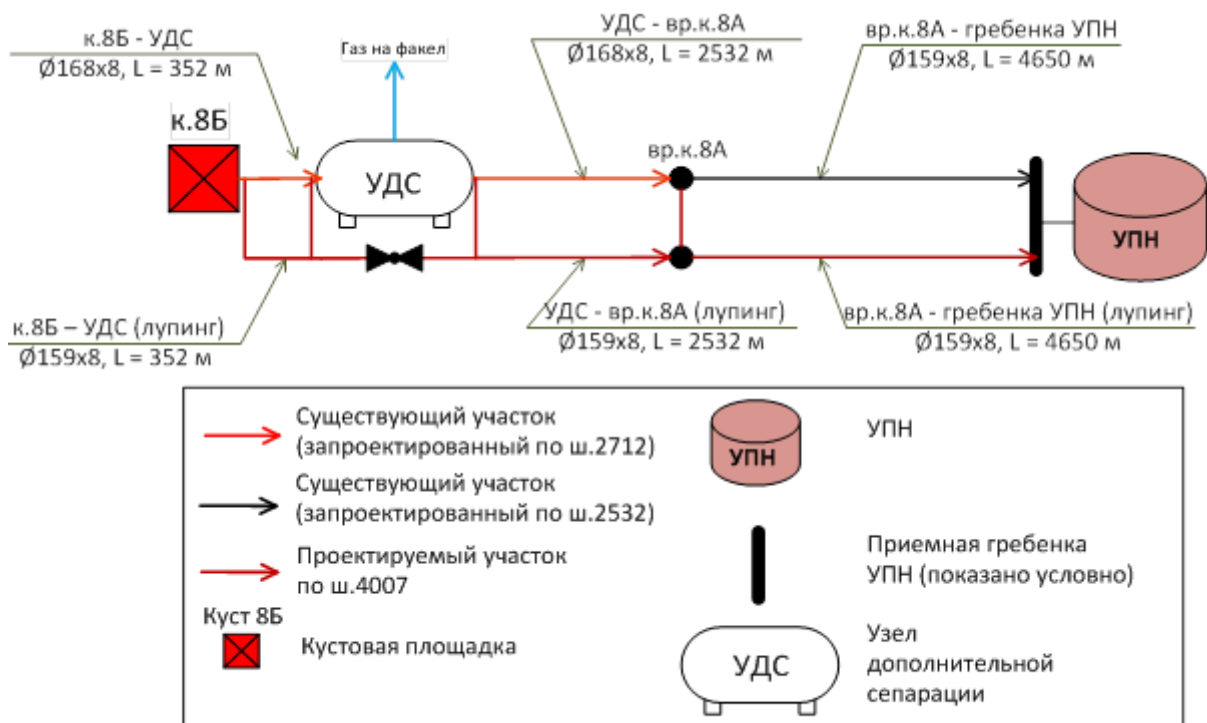 к.8Б - УДС
Ø168х8, L = 352 м
Газ на факел
УДС - вр.к.8А
Ø168х8, L = 2532 м
вр.к.8А - гребенка УПН
Ø159х8, L = 4650 м
к.8Б
УДС
вр.к.8А
УПН
к.8Б – УДС (лупинг)
Ø159х8, L = 352 м
УДС - вр.к.8А (лупинг)
Ø159х8, L = 2532 м
вр.к.8А - гребенка УПН (лупинг)
Ø159х8, L = 4650 м
Существующий участок
(запроектированный по ш.2712)
Существующий участок
(запроектированный по ш.2532)
Проектируемый участок
по ш.4007
Куст 8Б
Кустовая площадка
УПН
УПН
Приемная гребенка
УПН (показано условно)
УДС
Узел
дополнительной
сепарации